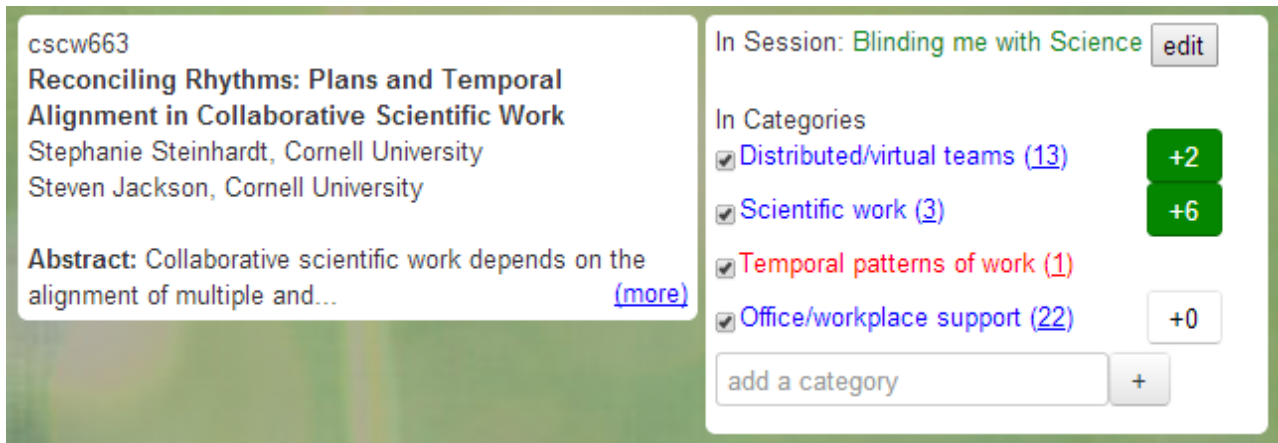 cscw663
Reconciling Rhythms: Plans and Temporal
Alignment in Collaborative Scientific Work
Stephanie Steinhardt, Cornell University
Steven Jackson, Cornell University
Abstract: Collaborative scientific work depends on the
alignment of multiple and... (more)
In Session: Blinding me with Science edit
In Categories
Distributed/virtual teams (13) +2
Scientific work (3) +6
Temporal patterns of work (1)
Office/workplace support (22) +0
add a category +